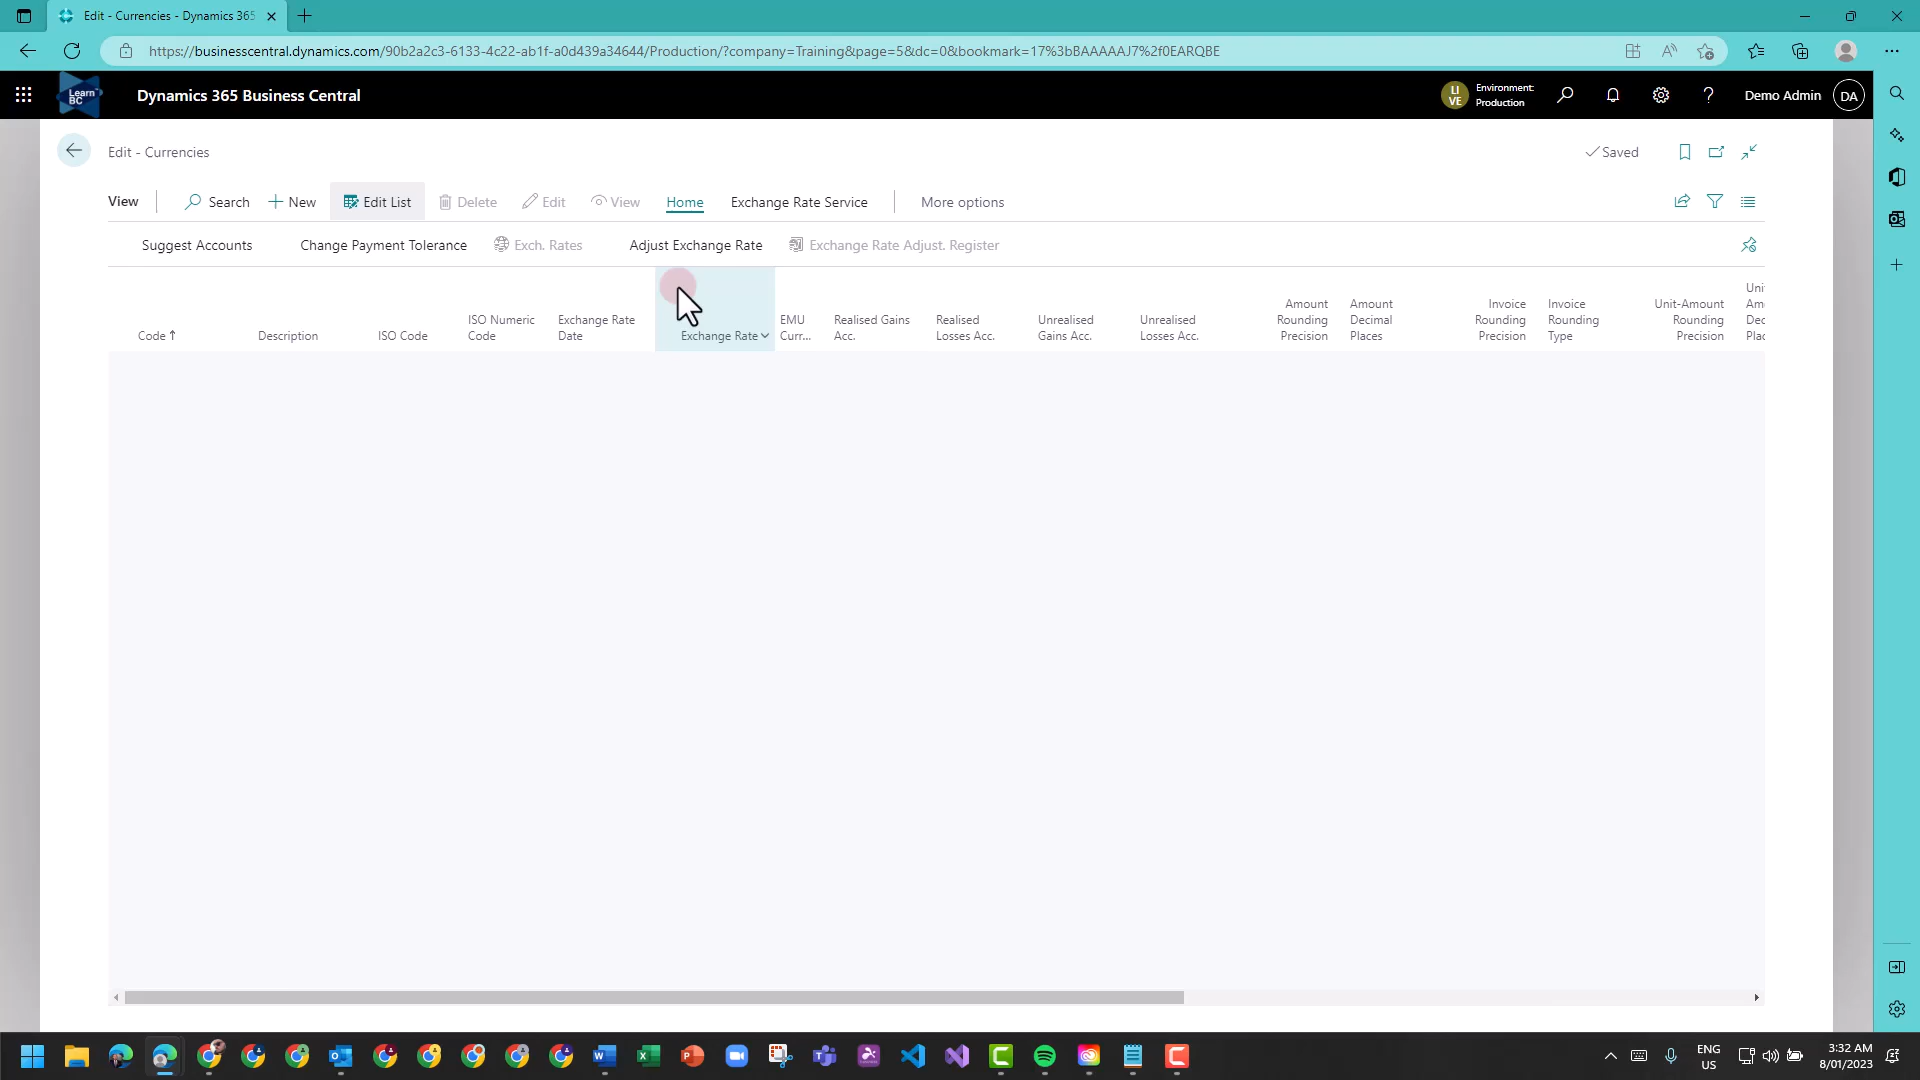 Edit - Currencies - Dynamics 365
https://businesscentral.dynamics.com/90b2a2c3-6133-4c22-ab1f-a0d439a34644/Production/?company=Training&page=5&dc=0&bookmark=17%3bBAAAAAJ7%2f0EARQBE
Learn BC
Dynamics 365 Business Central
LI VE
Environment: Production
Demo Admin
DA
Edit - Currencies
Saved
View
Search
New
Edit List
Delete
Edit
View
Home
Exchange Rate Service
More options
Suggest Accounts
Change Payment Tolerance
Exch. Rates
Adjust Exchange Rate
Exchange Rate Adjust. Register
Code ↑
Description
ISO Code
ISO Numeric
Code
Exchange Rate
Date
Exchange Rate
EMU
Curr...
Realised Gains
Acc.
Realised
Losses Acc.
Unrealised
Gains Acc.
Unrealised
Losses Acc.
Amount
Rounding
Precision
Amount
Decimal
Places
Invoice
Rounding
Precision
Invoice
Rounding
Type
Unit-Amount
Rounding
Precision
ENG
US
3:32 AM
8/01/2023